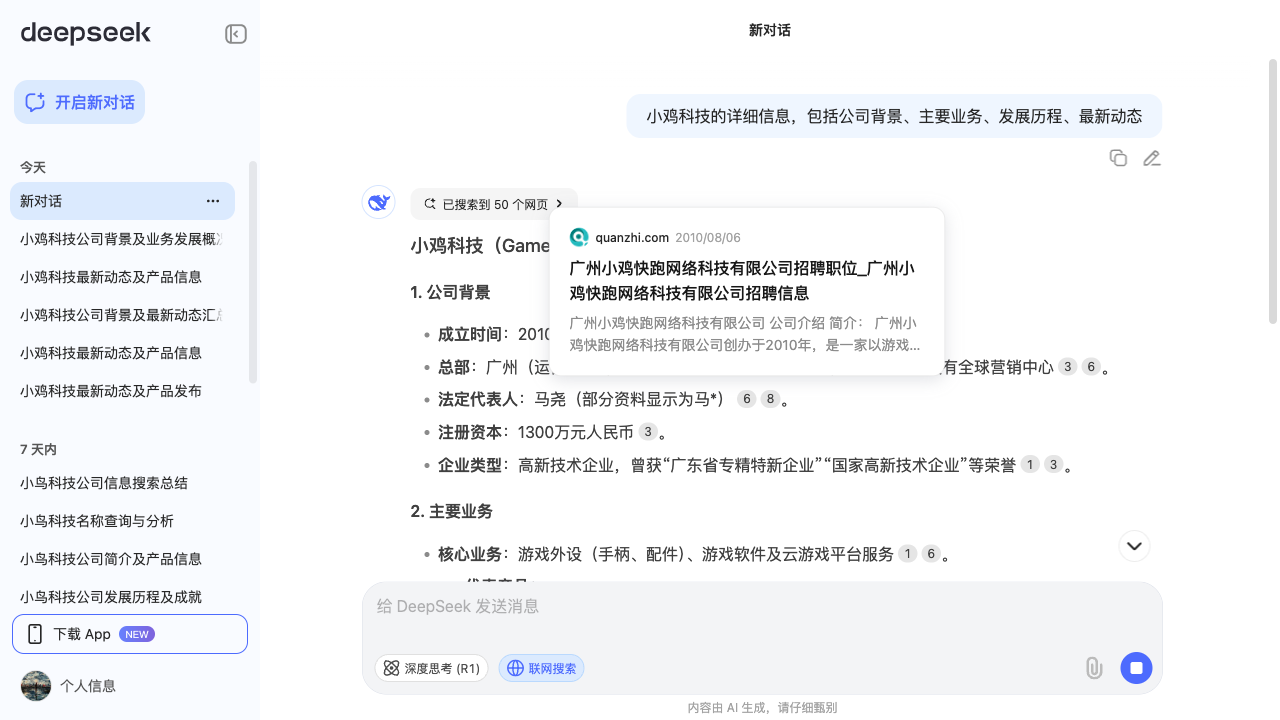 deepseek
开启新对话
今天
新对话
小鸡科技公司背景及业务发展概
小鸡科技最新动态及产品信息
小鸡科技公司背景及最新动态汇
小鸡科技最新动态及产品信息
小鸡科技最新动态及产品发布
7 天内
小鸟科技公司信息搜索总结
小鸟科技名称查询与分析
小鸟科技公司简介及产品信息
小鸟科技公司发展历程及成就
下载 App NEW
个人信息
新对话
小鸡科技的详细信息，包括公司背景、主要业务、发展历程、最新动态
已搜索到 50 个网页
小鸡科技（Game
quanzhi.com 2010/08/06
广州小鸡快跑网络科技有限公司招聘职位_广州小
鸡快跑网络科技有限公司招聘信息
广州小鸡快跑网络科技有限公司 公司介绍 简介： 广州小
鸡快跑网络科技有限公司创办于2010年，是一家以游戏...
1. 公司背景
成立时间：2010
总部：广州（运 有全球营销中心 3 6 。
法定代表人：马尧（部分资料显示为马*） 6 8 。
注册资本：1300万元人民币 3 。
企业类型：高新技术企业，曾获“广东省专精特新企业”“国家高新技术企业”等荣誉 1 3 。
2. 主要业务
核心业务：游戏外设（手柄、配件）、游戏软件及云游戏平台服务 1 6 。
给 DeepSeek 发送消息
深度思考 (R1) 联网搜索
内容由 AI 生成，请仔细甄别